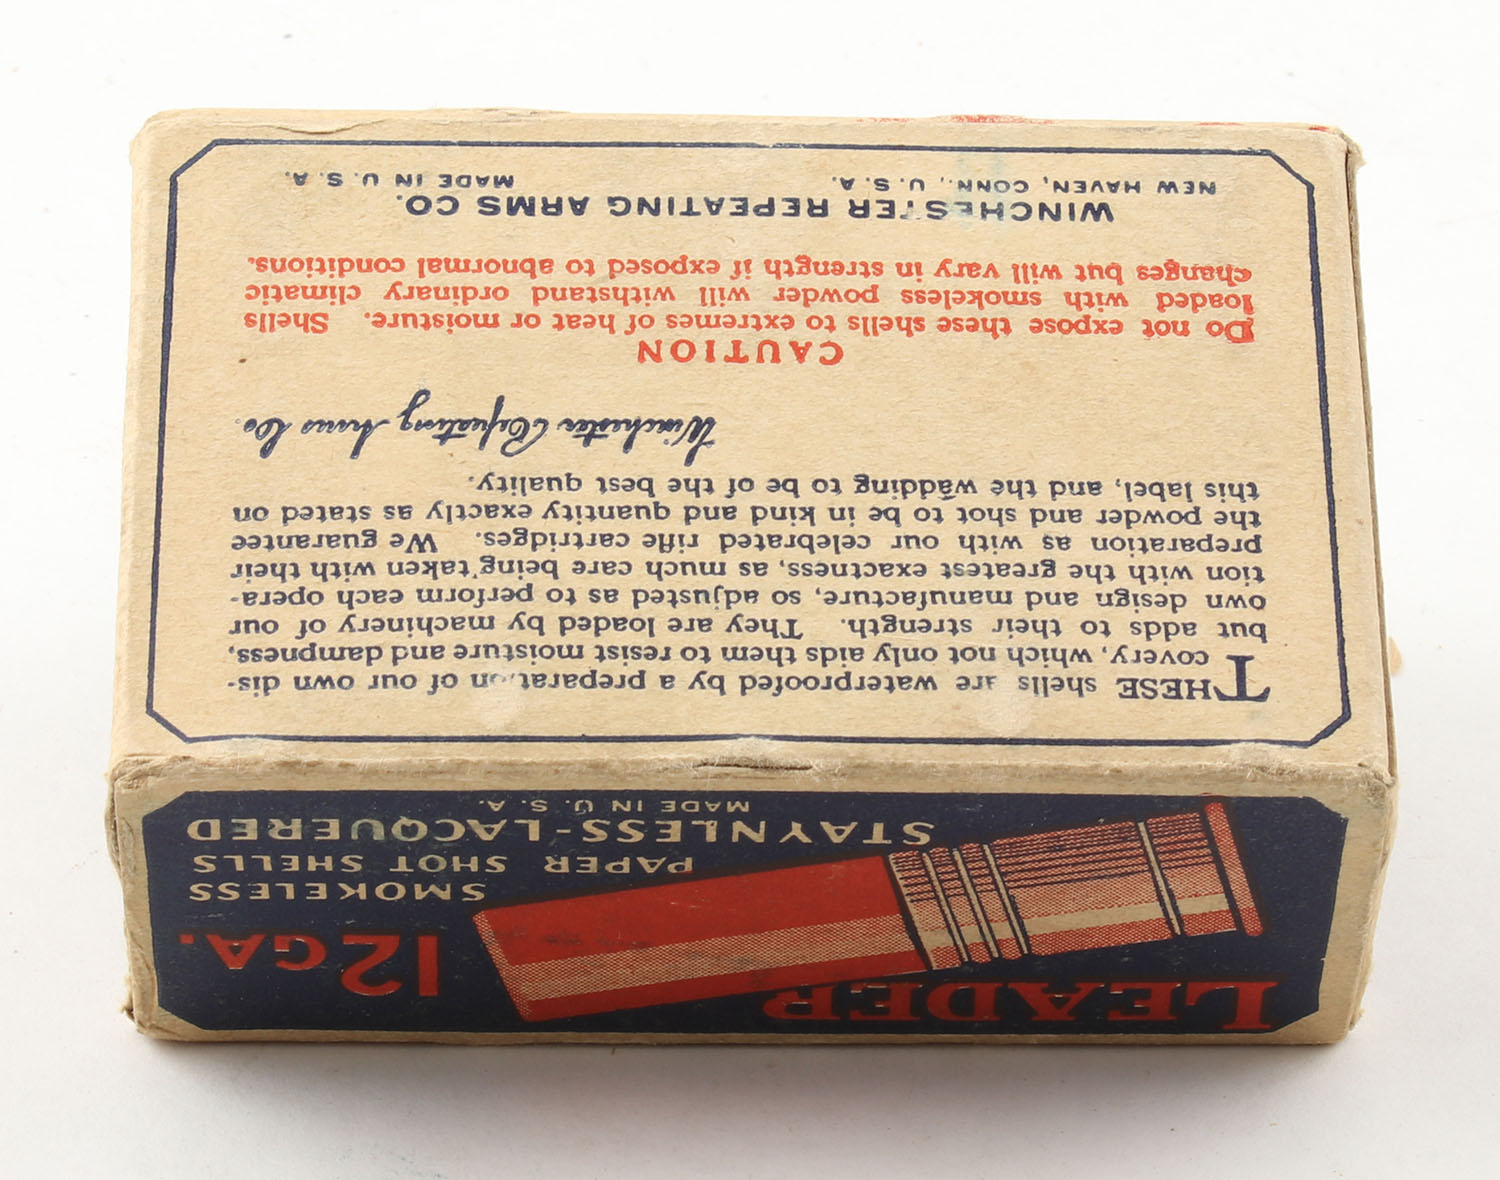 LEADER
12 GA.
SMOKELESS
PAPER SHOT SHELLS
STAYNLESS-LACQUERED
MADE IN U.S.A.
THESE shells are waterproofed by a preparation of our own dis-
covery, which not only aids them to resist moisture and dampness,
but adds to their strength. They are loaded by machinery of our
own design and manufacture, so adjusted as to perform each opera-
tion with the greatest exactness, as much care being taken with their
preparation as with our celebrated rifle cartridges. We guarantee
the powder and shot to be in kind and quantity exactly as stated on
this label, and the wadding to be of the best quality.
Winchester Repeating Arms Co.
CAUTION
Do not expose these shells to extremes of heat or moisture. Shells
loaded with smokeless powder will withstand ordinary climatic
changes but will vary in strength if exposed to abnormal conditions.
WINCHESTER REPEATING ARMS CO.
NEW HAVEN, CONN., U.S.A. MADE IN U.S.A.